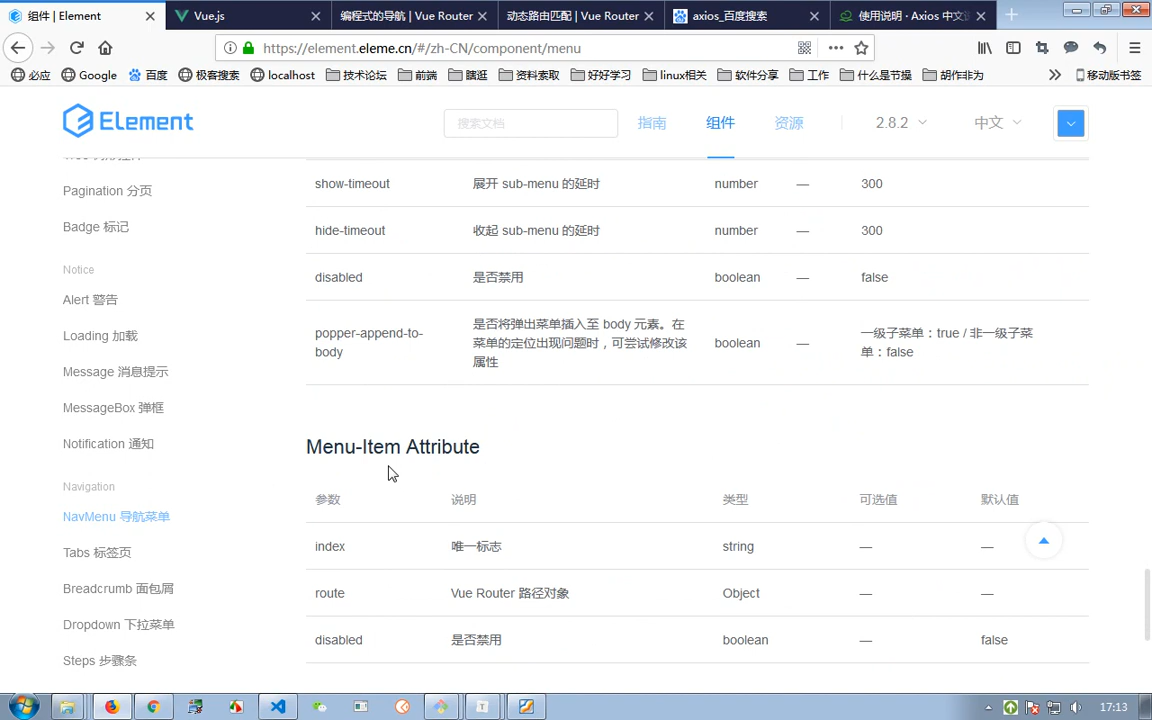 组件 | Element
Vue.js
编程式的导航 | Vue Router
动态路由匹配 | Vue Router
axios_百度搜索
使用说明 - Axios 中文
https://element.eleme.cn/#/zh-CN/component/menu
必应
Google
百度
极客搜索
localhost
技术论坛
前端
瞎逛
资料索取
好好学习
linux相关
软件分享
工作
什么是节操
胡作非为
移动版书签
Element
搜索文档
指南
组件
资源
2.8.2
中文
Pagination 分页
Badge 标记
Notice
Alert 警告
Loading 加载
Message 消息提示
MessageBox 弹框
Notification 通知
Navigation
NavMenu 导航菜单
Tabs 标签页
Breadcrumb 面包屑
Dropdown 下拉菜单
Steps 步骤条
show-timeout 展开 sub-menu 的延时 number — 300
hide-timeout 收起 sub-menu 的延时 number — 300
disabled 是否禁用 boolean — false
popper-append-to-
body
是否将弹出菜单插入至 body 元素。在
菜单的定位出现问题时，可尝试修改该
属性
boolean —
一级子菜单：true / 非一级子菜
单：false
Menu-Item Attribute
参数 说明 类型 可选值 默认值
index 唯一标志 string — —
route Vue Router 路径对象 Object — —
disabled 是否禁用 boolean — false
17:13